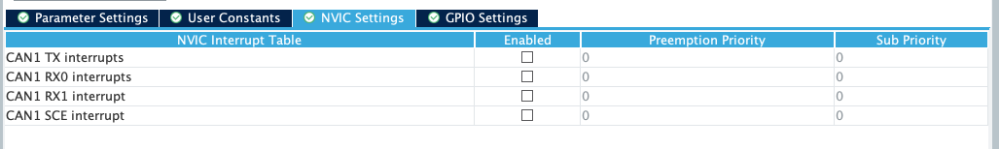 Parameter Settings User Constants NVIC Settings GPIO Settings
NVIC Interrupt Table Enabled Preemption Priority Sub Priority
CAN1 TX interrupts 0 0
CAN1 RX0 interrupts 0 0
CAN1 RX1 interrupt 0 0
CAN1 SCE interrupt 0 0